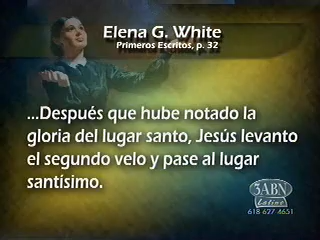 Elena G. White
Primeros Escritos, p. 32
...Después que hube notado la
gloria del lugar santo, Jesús levanto
el segundo velo y pase al lugar
santísimo.
3ABN
Latino
618-627-4651